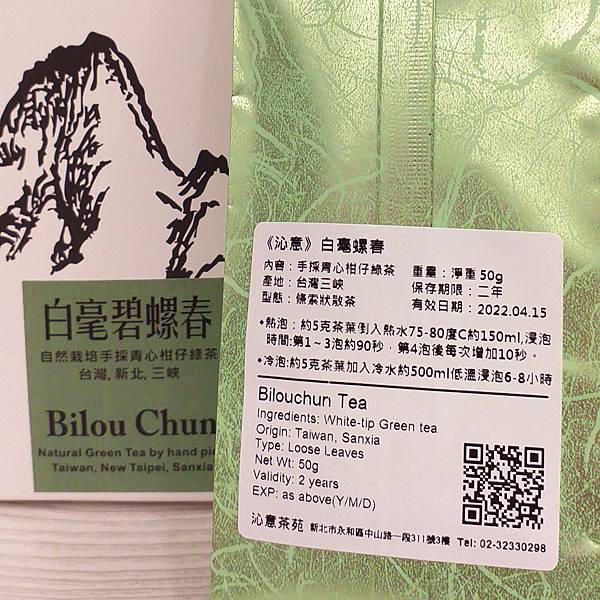 白毫碧螺春
自然栽培手採青心柑仔綠茶
台灣, 新北, 三峽
Bilou Chun
Natural Green Tea by hand
Taiwan, New Taipei, Sanxia
《沁意》白毫螺春
內容：手採青心柑仔綠茶 重量：淨重 50g
產地：台灣三峽 保存期限：二年
型態：條索狀散茶 有效日期：2022.04.15
•熱泡：約5克茶葉倒入熱水75-80度C約150ml,浸泡
時間:第1~3泡約90秒，第4泡後每次增加10秒。
•冷泡:約5克茶葉加入冷水約500ml低溫浸泡6-8小時
Bilouchun Tea
Ingredients: White-tip Green tea
Origin: Taiwan, Sanxia
Type: Loose Leaves
Net Wt: 50g
Validity: 2 years
EXP: as above(Y/M/D)
沁意茶苑 新北市永和區中山路一段311號3樓 Tel: 02-32330298